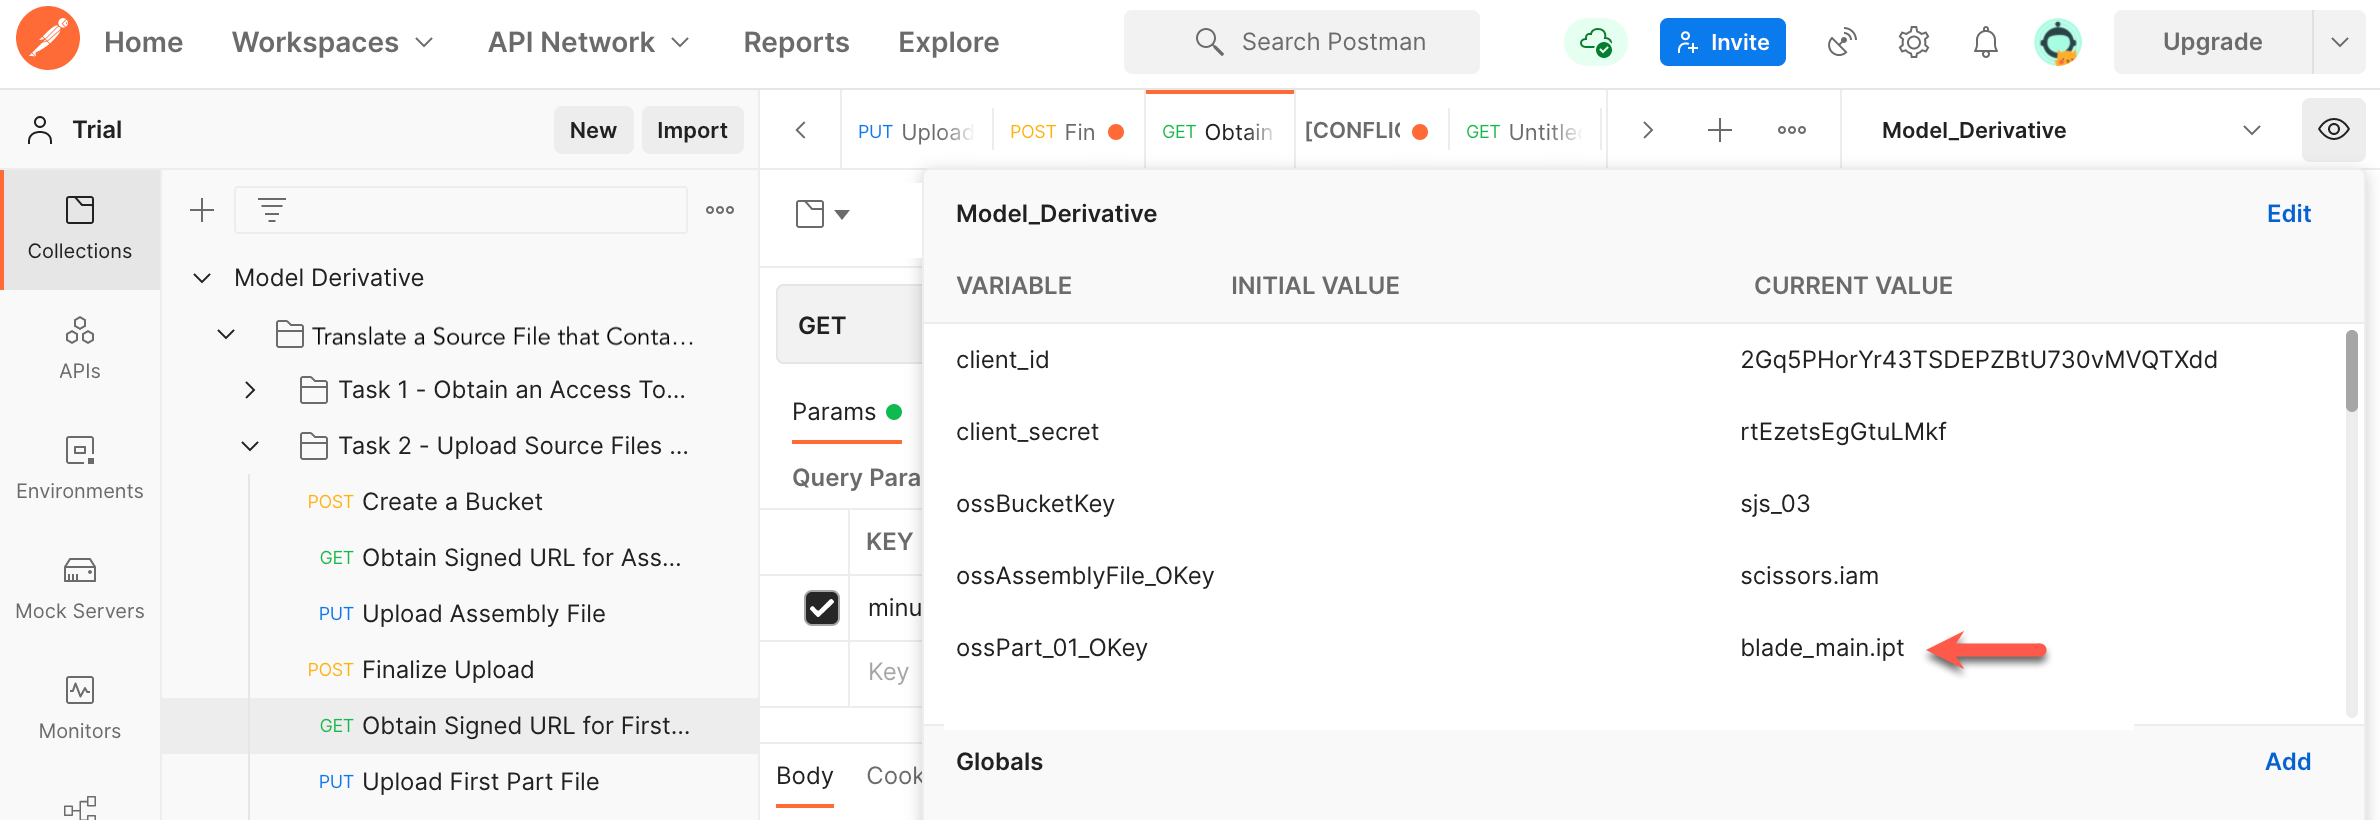 Home Workspaces API Network Reports Explore Search Postman Invite Upgrade
Trial New Import PUT Upload POST Fin GET Obtain [CONFLIC GET Untitle Model_Derivative
Collections
APIs
Environments
Mock Servers
Monitors
Model Derivative
Translate a Source File that Conta...
Task 1 - Obtain an Access To...
Task 2 - Upload Source Files ...
POST Create a Bucket
GET Obtain Signed URL for Ass...
PUT Upload Assembly File
POST Finalize Upload
GET Obtain Signed URL for First...
PUT Upload First Part File
GET
Params
Query Para
KEY
minu
Key
Body Cook
Model_Derivative Edit
VARIABLE INITIAL VALUE CURRENT VALUE
client_id 2Gq5PHorYr43TSDEPZBtU730vMVQTXdd
client_secret rtEzetsEgGtuLMkf
ossBucketKey sjs_03
ossAssemblyFile_OKey scissors.iam
ossPart_01_OKey blade_main.ipt
Globals Add